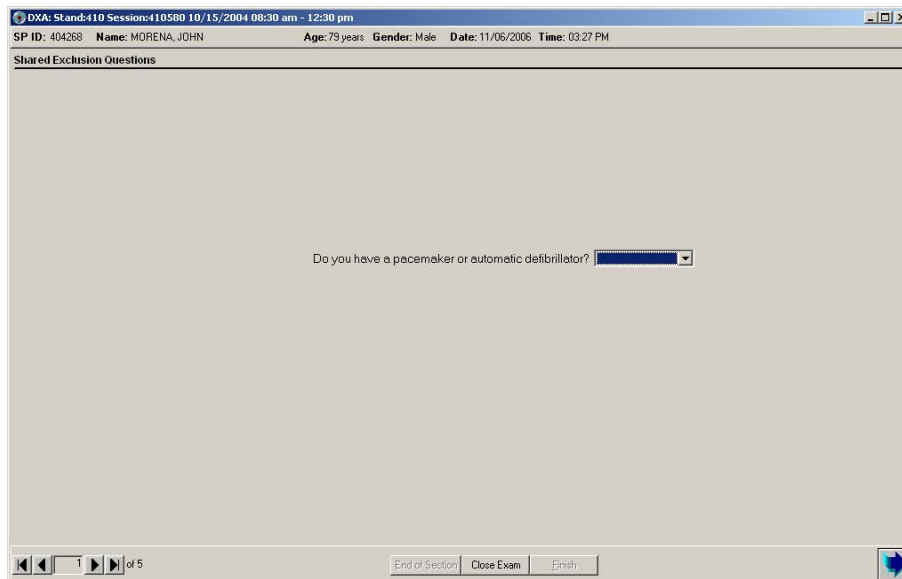 DXA: Stand:410 Session:410580 10/15/2004 08:30 am - 12:30 pm
SP ID: 404268 Name: MORENA, JOHN Age: 79 years Gender: Male Date: 11/06/2006 Time: 03:27 PM
Shared Exclusion Questions
Do you have a pacemaker or automatic defibrillator?
1 of 5 End of Section Close Exam Finish